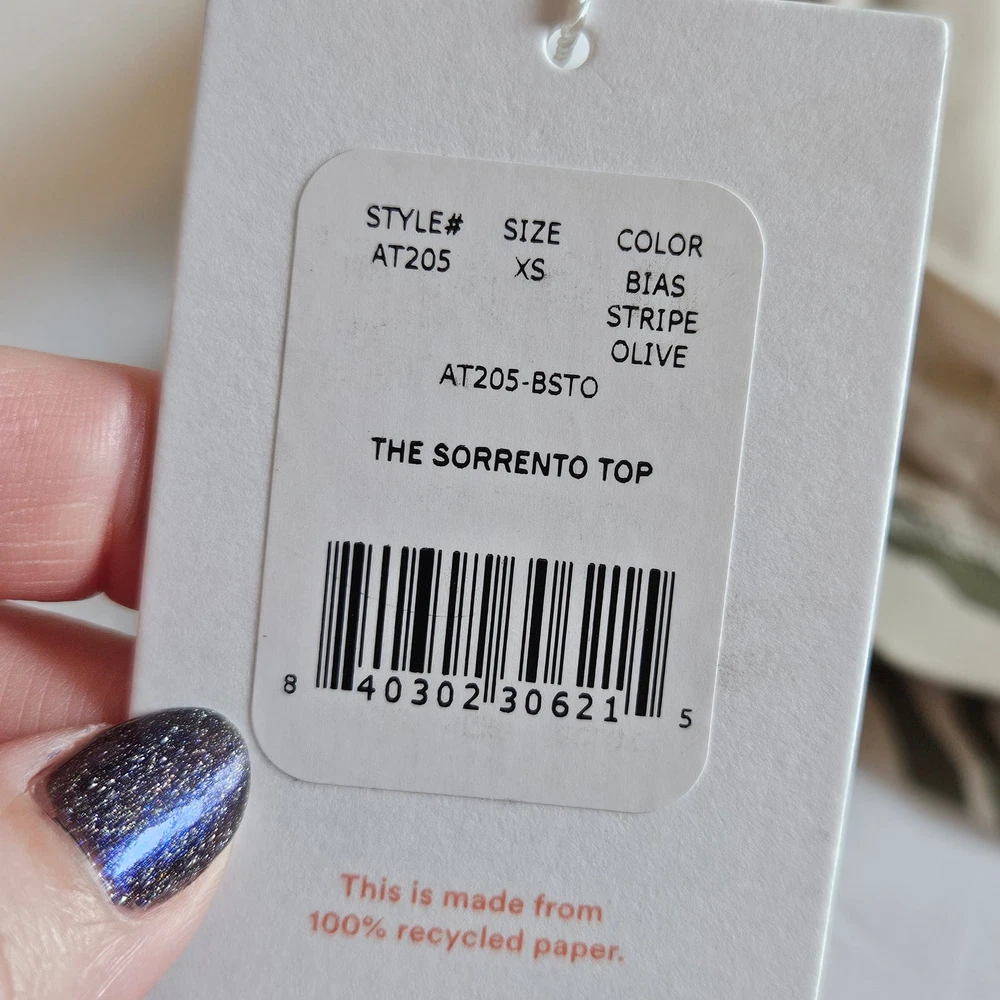 STYLE# SIZE COLOR
AT205 XS BIAS
STRIPE
OLIVE
AT205-BSTO
THE SORRENTO TOP
8 40302 30621 5
This is made from
100% recycled paper.